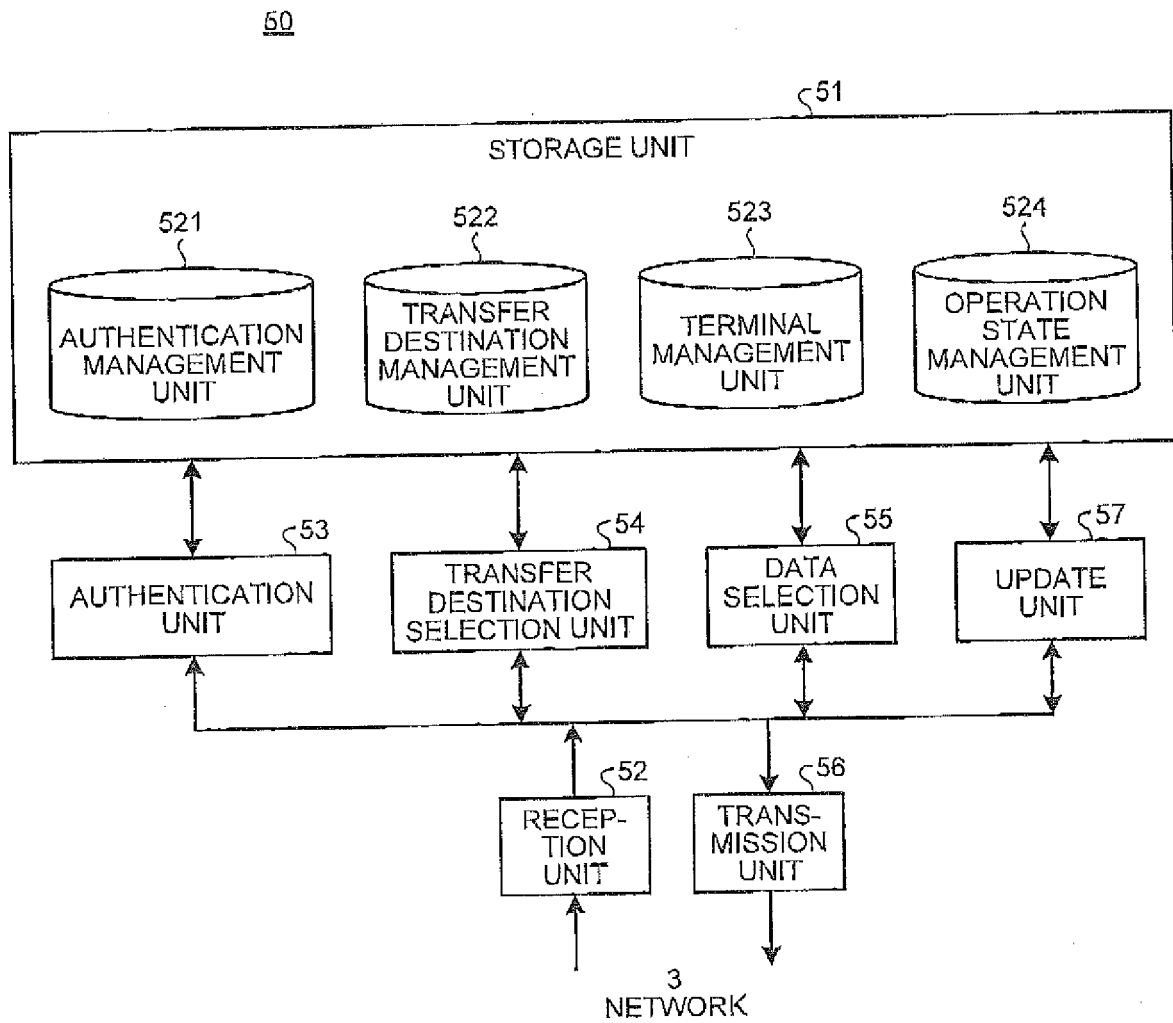 50
51
STORAGE UNIT
521
522
523
524
AUTHENTICATION
MANAGEMENT
UNIT
TRANSFER
DESTINATION
MANAGEMENT
UNIT
TERMINAL
MANAGEMENT
UNIT
OPERATION
STATE
MANAGEMENT
UNIT
53
54
55
57
AUTHENTICATION
UNIT
TRANSFER
DESTINATION
SELECTION UNIT
DATA
SELECTION
UNIT
UPDATE
UNIT
52
56
RECEP-
TION
UNIT
TRANS-
MISSION
UNIT
3
NETWORK